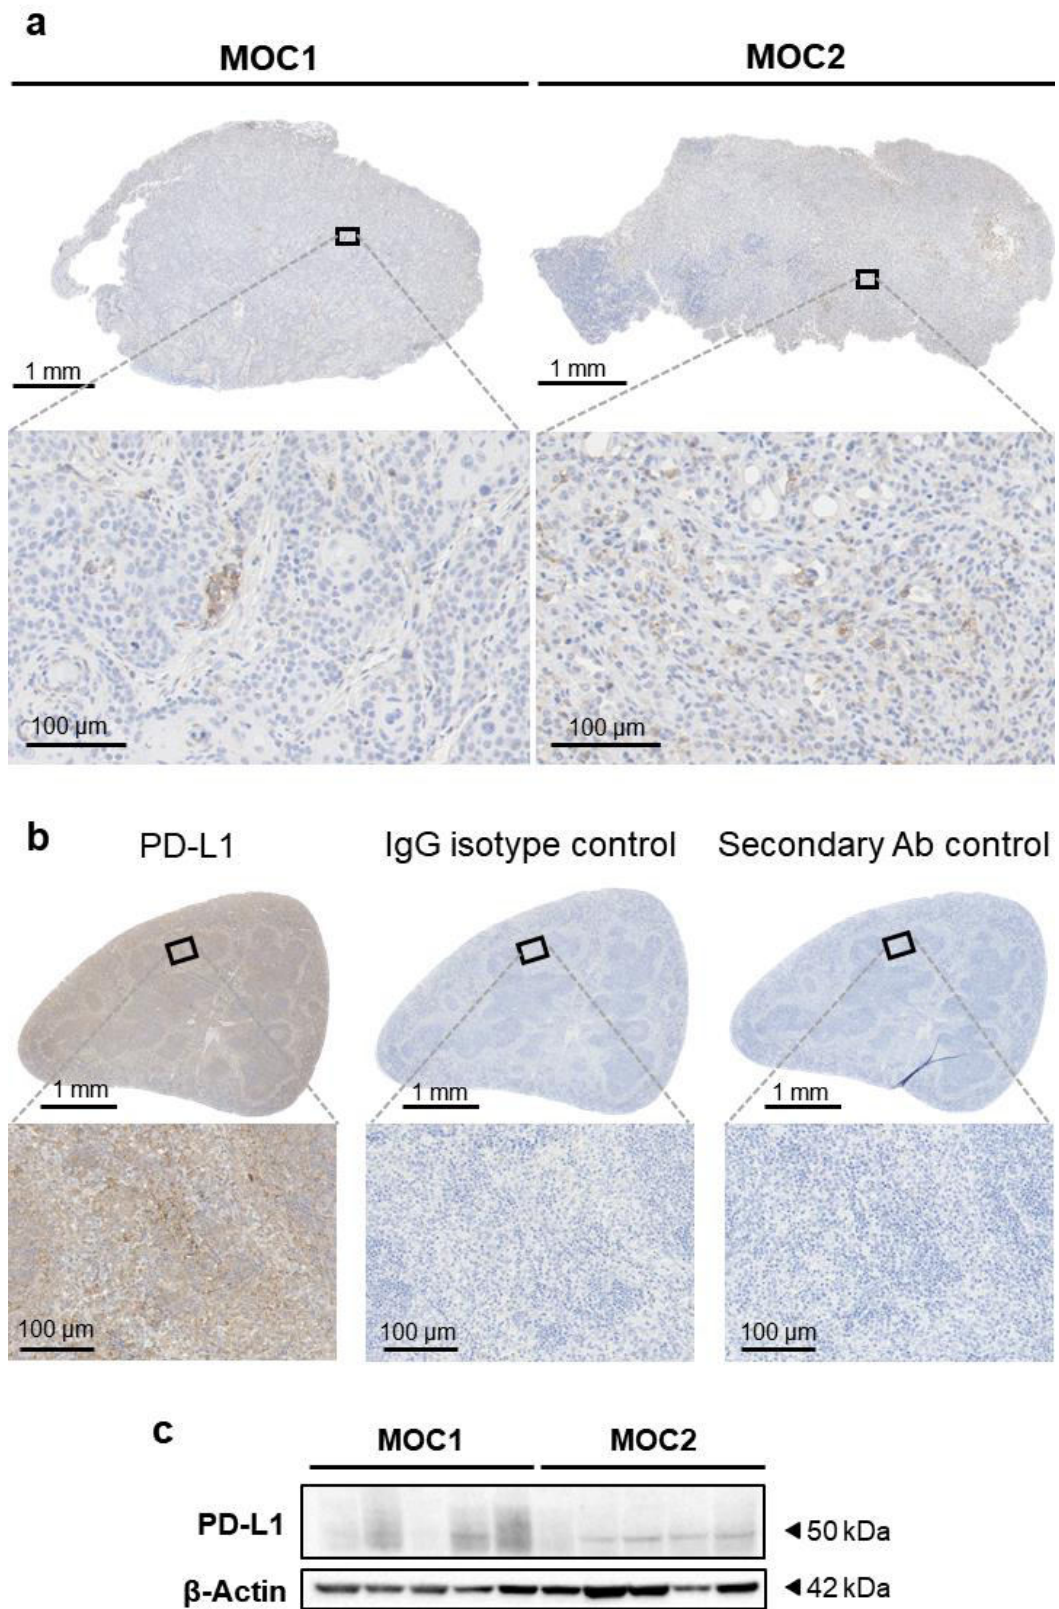 a
MOC1 MOC2
1 mm 1 mm
100 µm 100 µm
b
PD-L1 IgG isotype control Secondary Ab control
1 mm 1 mm 1 mm
100 µm 100 µm 100 µm
c
MOC1 MOC2
PD-L1 ◄50 kDa
β-Actin ◄42 kDa